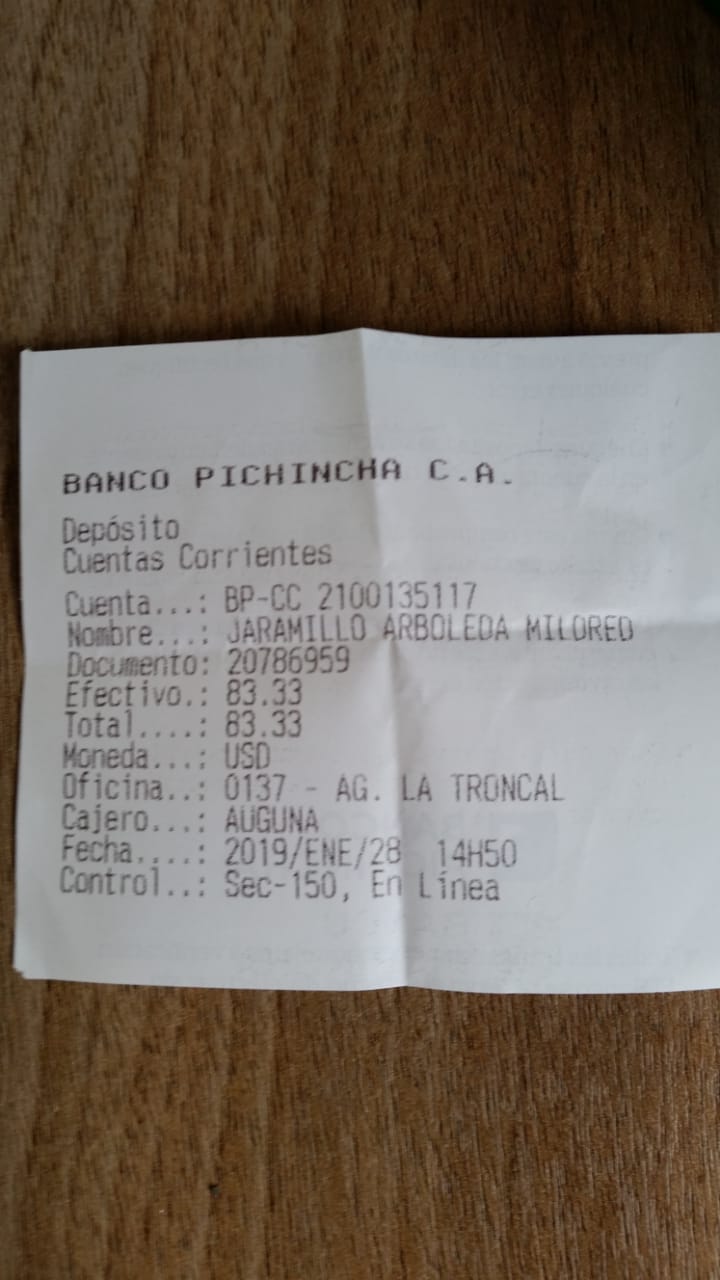 BANCO PICHINCHA C.A.
Depósito
Cuentas Corrientes
Cuenta...: BP-CC 2100135117
Nombre...: JARAMILLO ARBOLEDA MILDRED
Documento: 20786959
Efectivo.: 83.33
Total....: 83.33
Moneda...: USD
Oficina..: 0137 - AG. LA TRONCAL
Cajero...: AUGUNA
Fecha....: 2019/ENE/28 14H50
Control..: Sec-150, En Línea